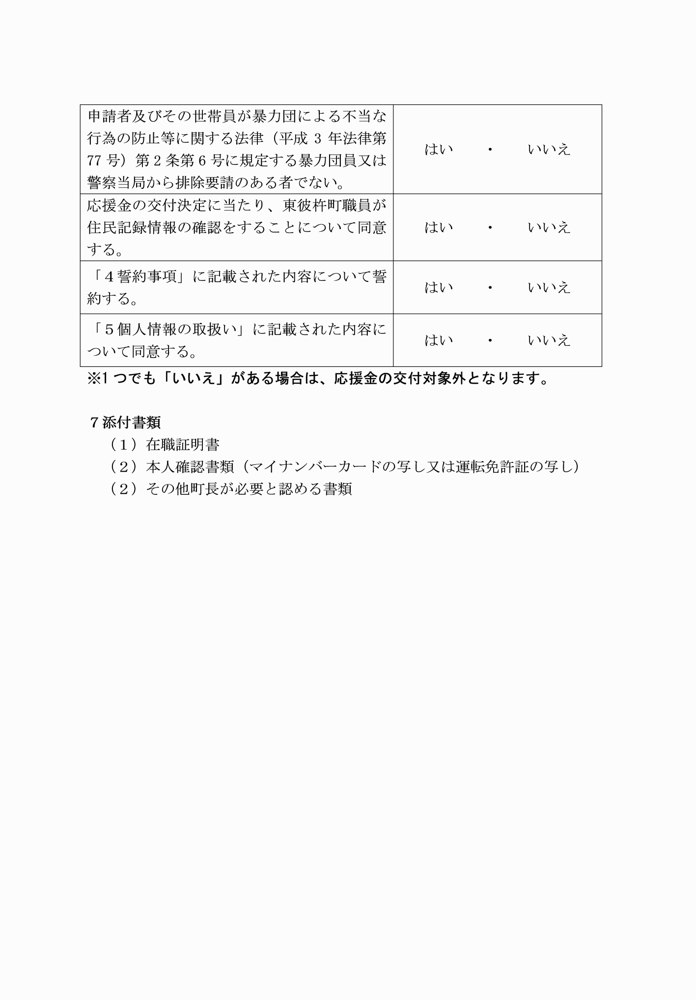 申請者及びその世帯員が暴力団による不当な
行為の防止等に関する法律（平成 3 年法律第
77 号）第 2 条第 6 号に規定する暴力団員又は
警察当局から排除要請のある者でない。
はい　・　いいえ
応援金の交付決定に当たり、東彼杵町職員が
住民記録情報の確認をすることについて同意
する。
はい　・　いいえ
「４誓約事項」に記載された内容について誓
約する。
はい　・　いいえ
「５個人情報の取扱い」に記載された内容に
ついて同意する。
はい　・　いいえ
※1 つでも「いいえ」がある場合は、応援金の交付対象外となります。
７添付書類
（１）在職証明書
（２）本人確認書類（マイナンバーカードの写し又は運転免許証の写し）
（２）その他町長が必要と認める書類